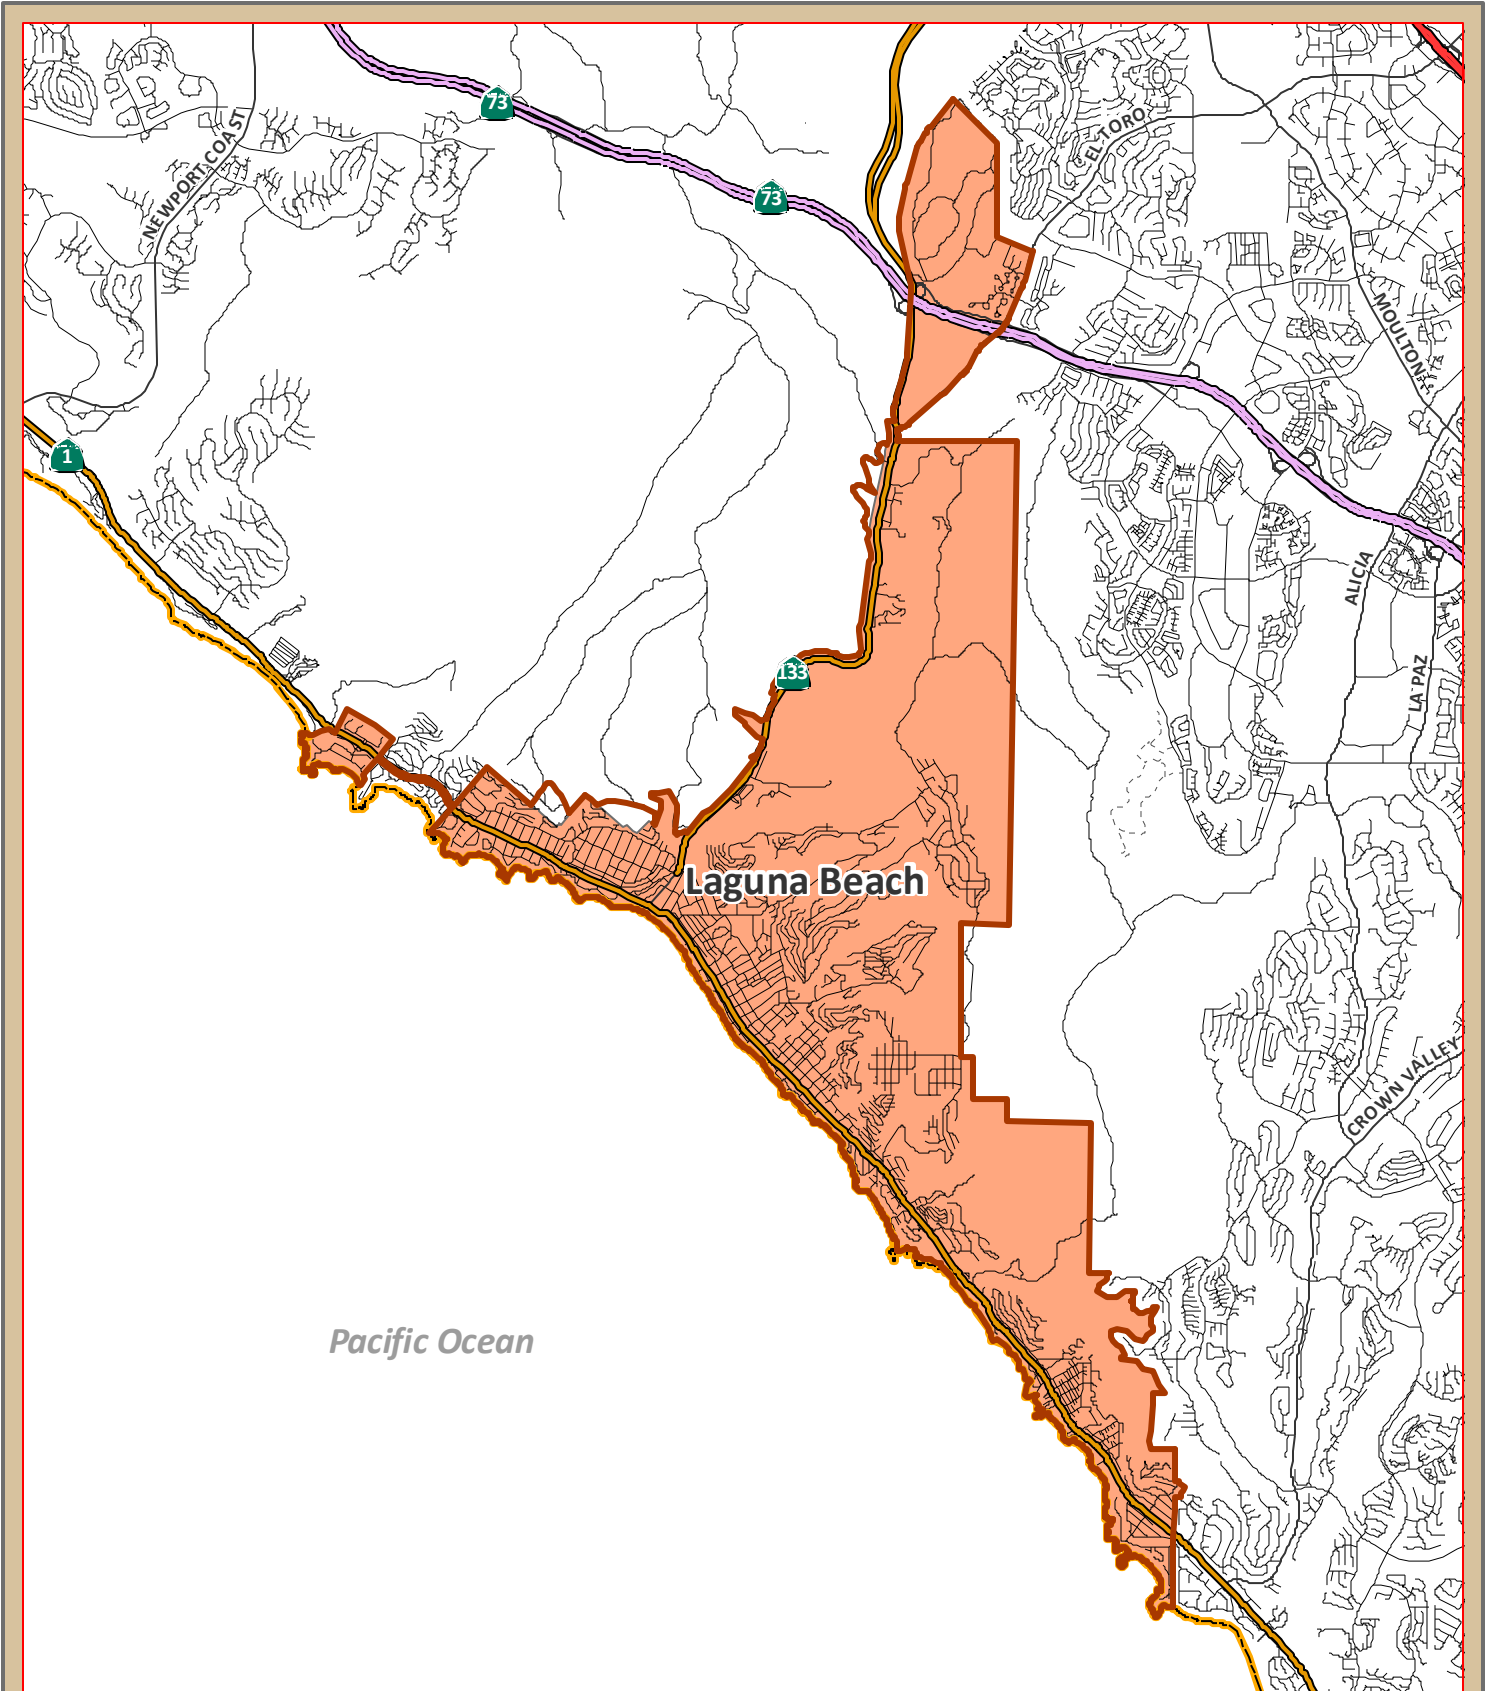 73
NEWPORT COAST
EL TORO
73
MOULTON
1
ALICIA
133
LA PAZ
Laguna Beach
CROWN VALLEY
Pacific Ocean